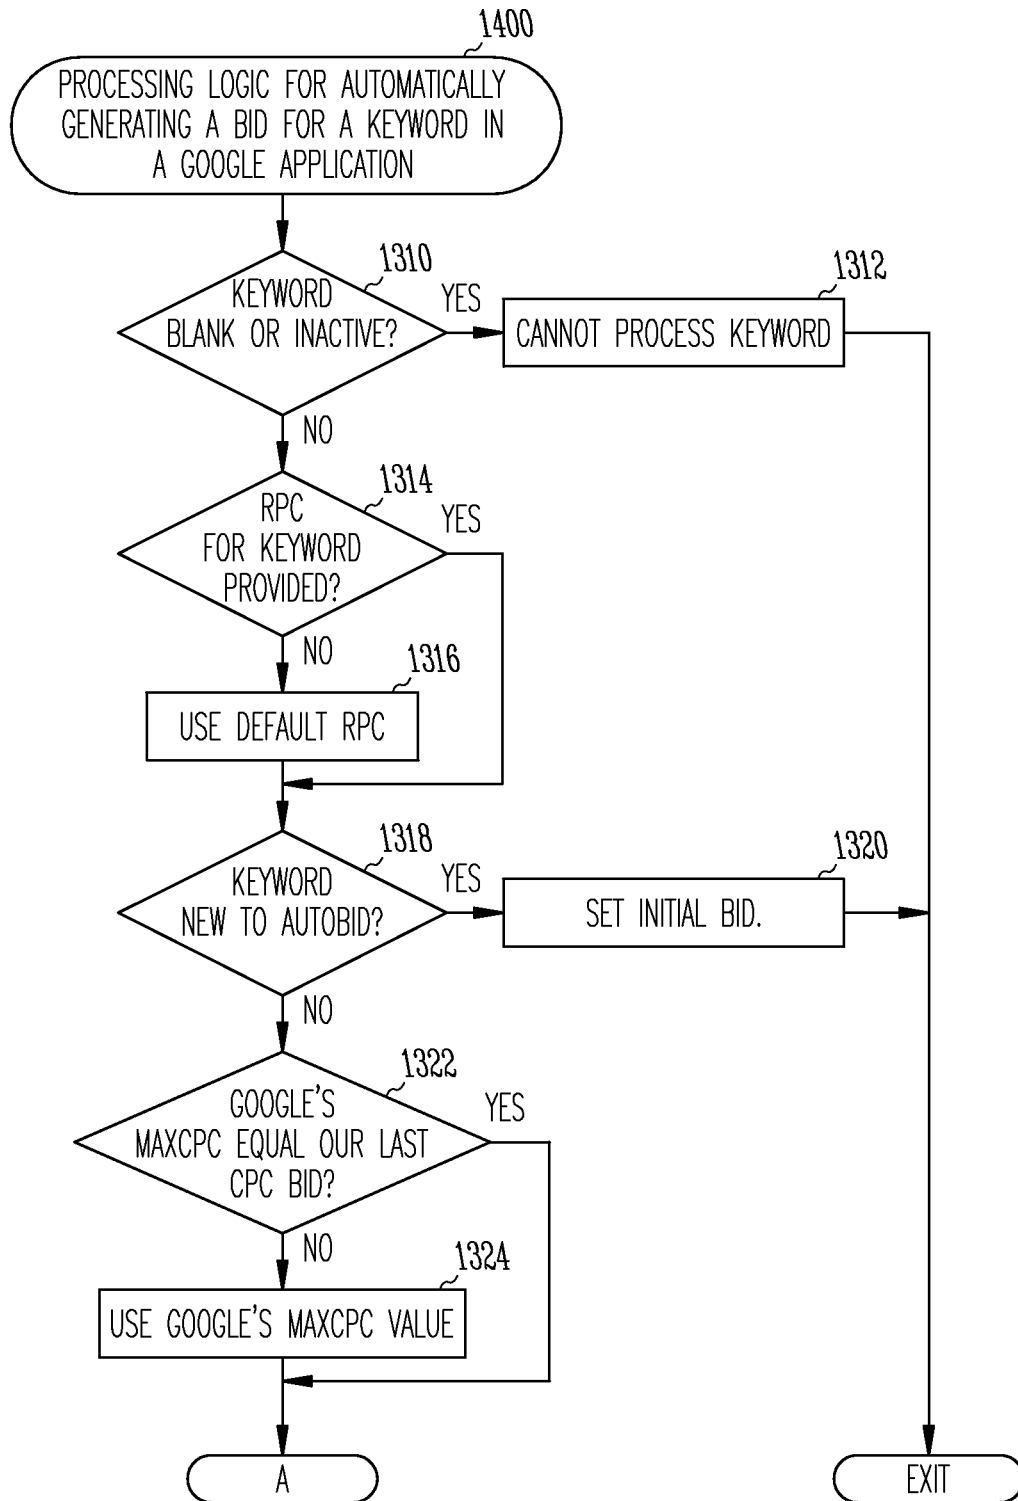 1400
PROCESSING LOGIC FOR AUTOMATICALLY
GENERATING A BID FOR A KEYWORD IN
A GOOGLE APPLICATION
1310
KEYWORD
BLANK OR INACTIVE?
YES
1312
CANNOT PROCESS KEYWORD
NO
1314
RPC
FOR KEYWORD
PROVIDED?
YES
NO
1316
USE DEFAULT RPC
1318
KEYWORD
NEW TO AUTOBID?
YES
1320
SET INITIAL BID.
NO
1322
GOOGLE'S
MAXCPC EQUAL OUR LAST
CPC BID?
YES
NO
1324
USE GOOGLE'S MAXCPC VALUE
A
EXIT